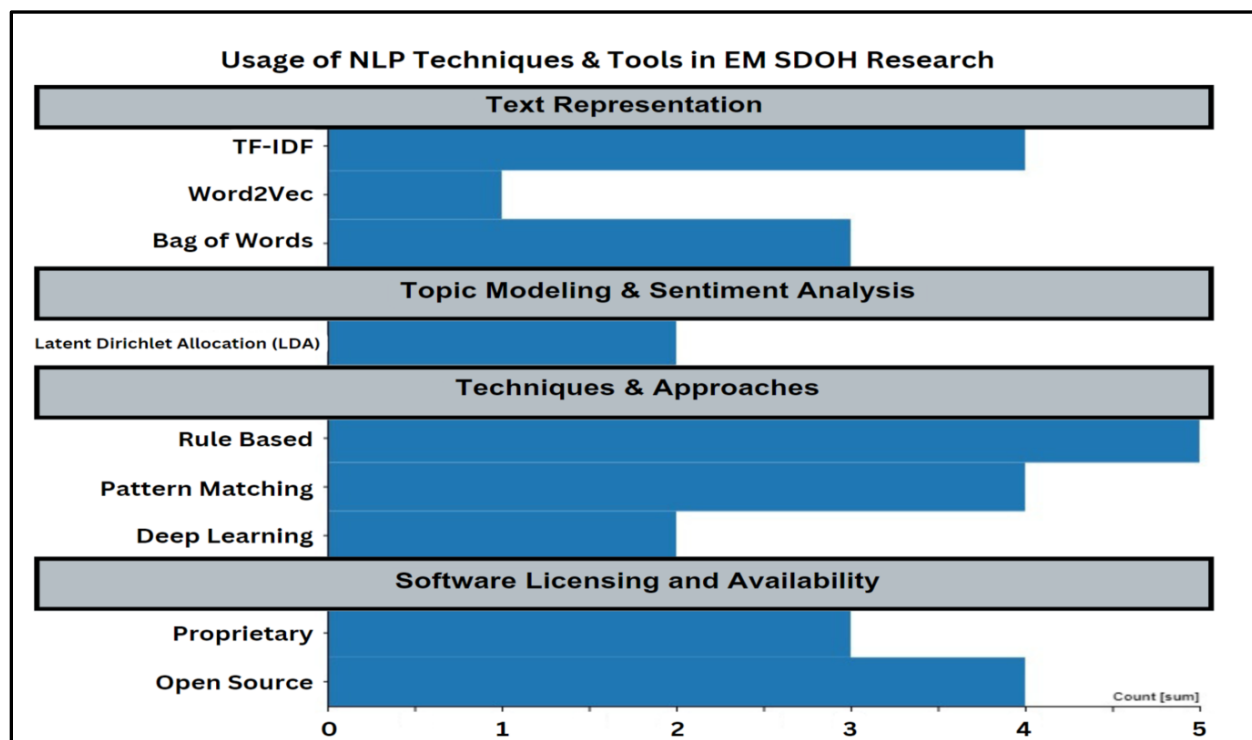 Usage of NLP Techniques & Tools in EM SDOH Research
Text Representation
TF-IDF
Word2Vec
Bag of Words
Topic Modeling & Sentiment Analysis
Latent Dirichlet Allocation (LDA)
Techniques & Approaches
Rule Based
Pattern Matching
Deep Learning
Software Licensing and Availability
Proprietary
Open Source
Count [sum]
0 1 2 3 4 5